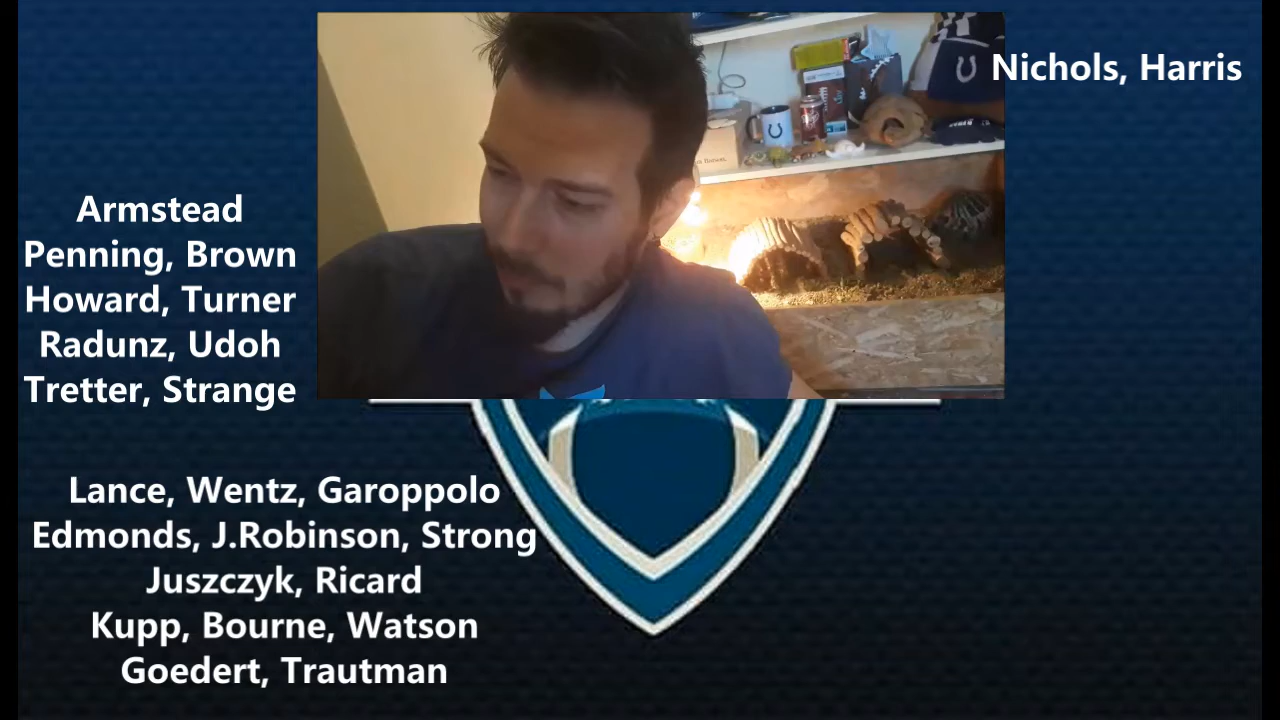 Nichols, Harris
Armstead
Penning, Brown
Howard, Turner
Radunz, Udoh
Tretter, Strange
Lance, Wentz, Garoppolo
Edmonds, J.Robinson, Strong
Juszczyk, Ricard
Kupp, Bourne, Watson
Goedert, Trautman